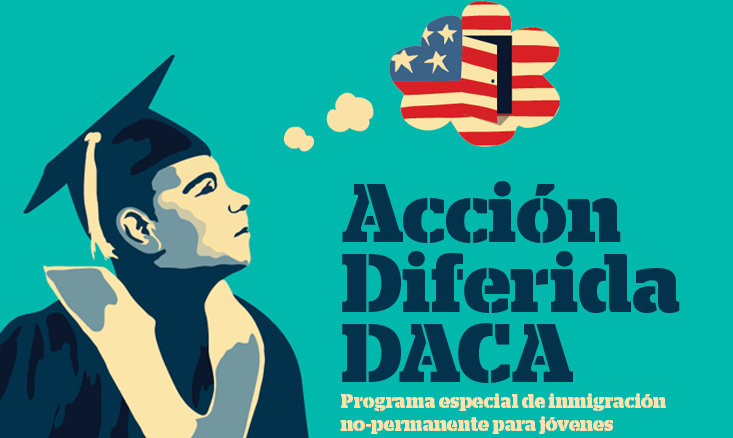 Acción
Diferida
DACA
Programa especial de inmigración
no-permanente para jóvenes